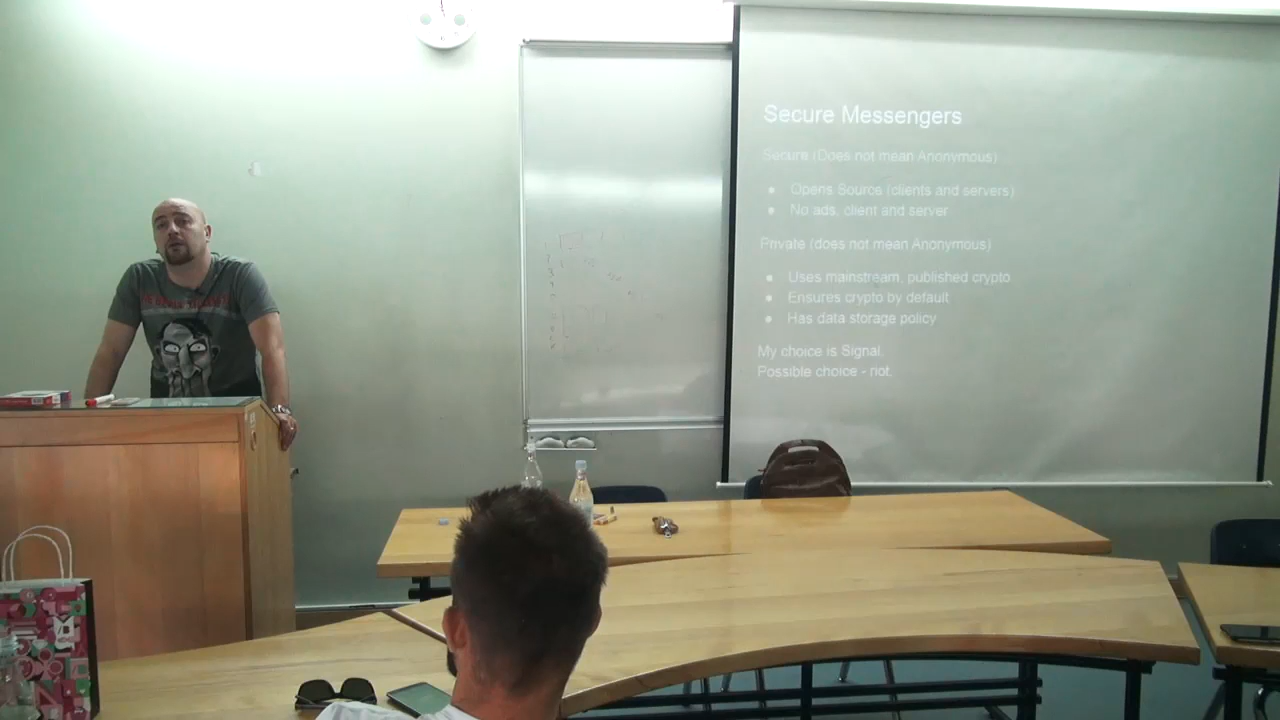 Secure Messengers
Secure (Does not mean Anonymous)
● Opens Source (clients and servers)
● No ads, client and server
Private (does not mean Anonymous)
● Uses mainstream, published crypto
● Ensures crypto by default
● Has data storage policy
My choice is Signal.
Possible choice - not.